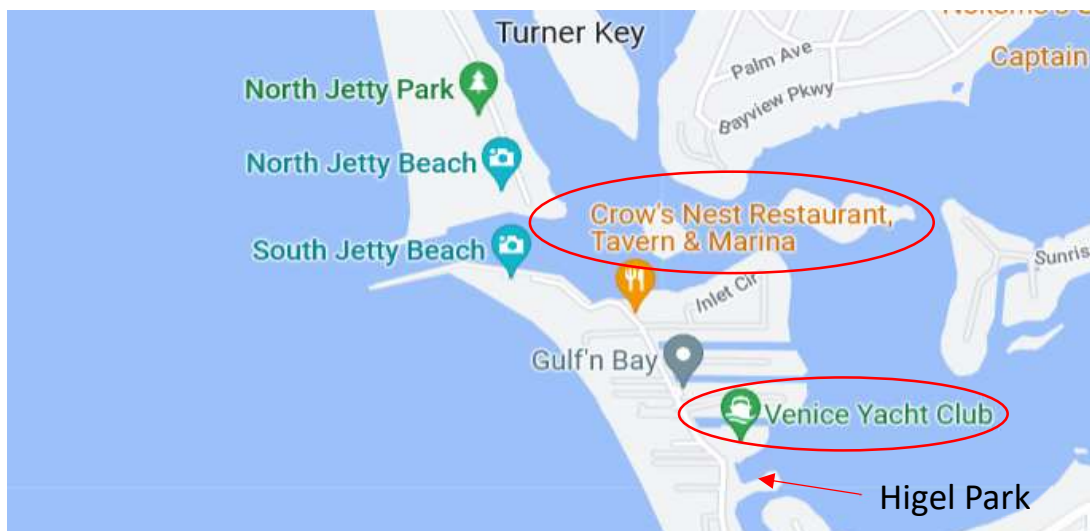 Turner Key
Palm Ave
Captain
North Jetty Park
Bayview Pkwy
North Jetty Beach
Crow's Nest Restaurant,
Tavern & Marina
South Jetty Beach
Inlet Cir
Gulf'n Bay
Venice Yacht Club
Higel Park